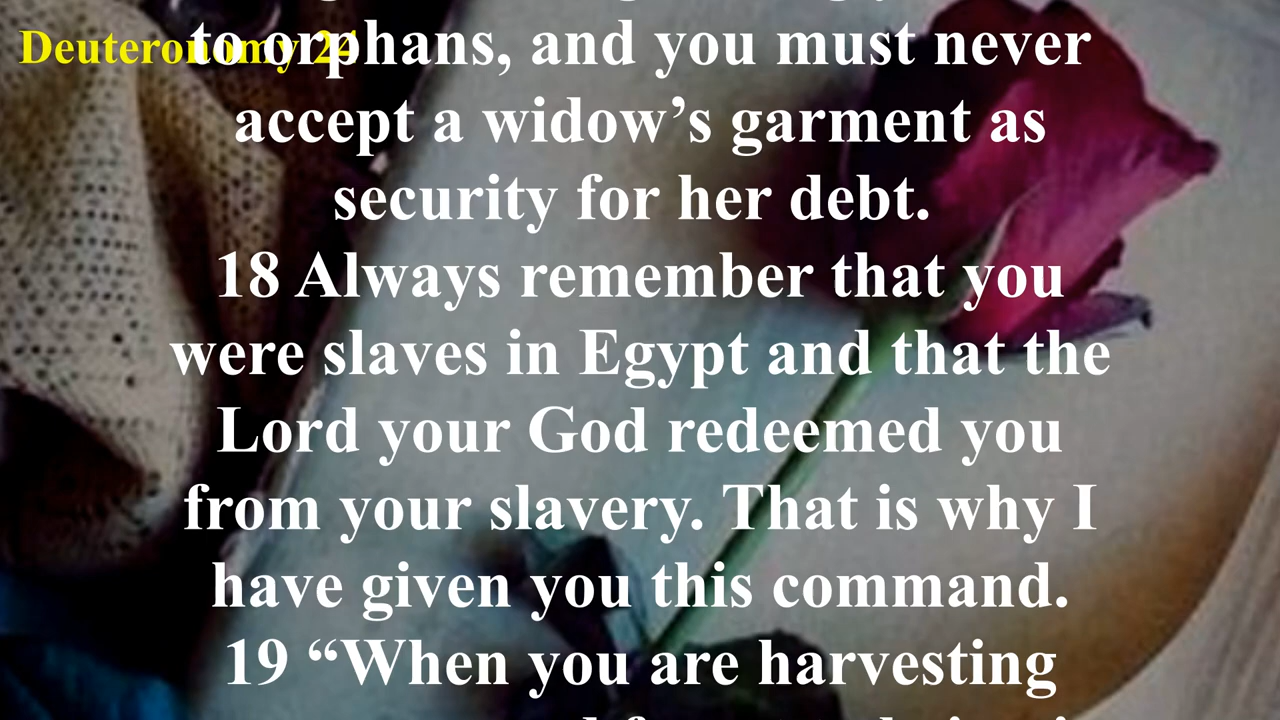 Deuteronomy 24
to orphans, and you must never
accept a widow’s garment as
security for her debt.
18 Always remember that you
were slaves in Egypt and that the
Lord your God redeemed you
from your slavery. That is why I
have given you this command.
19 “When you are harvesting